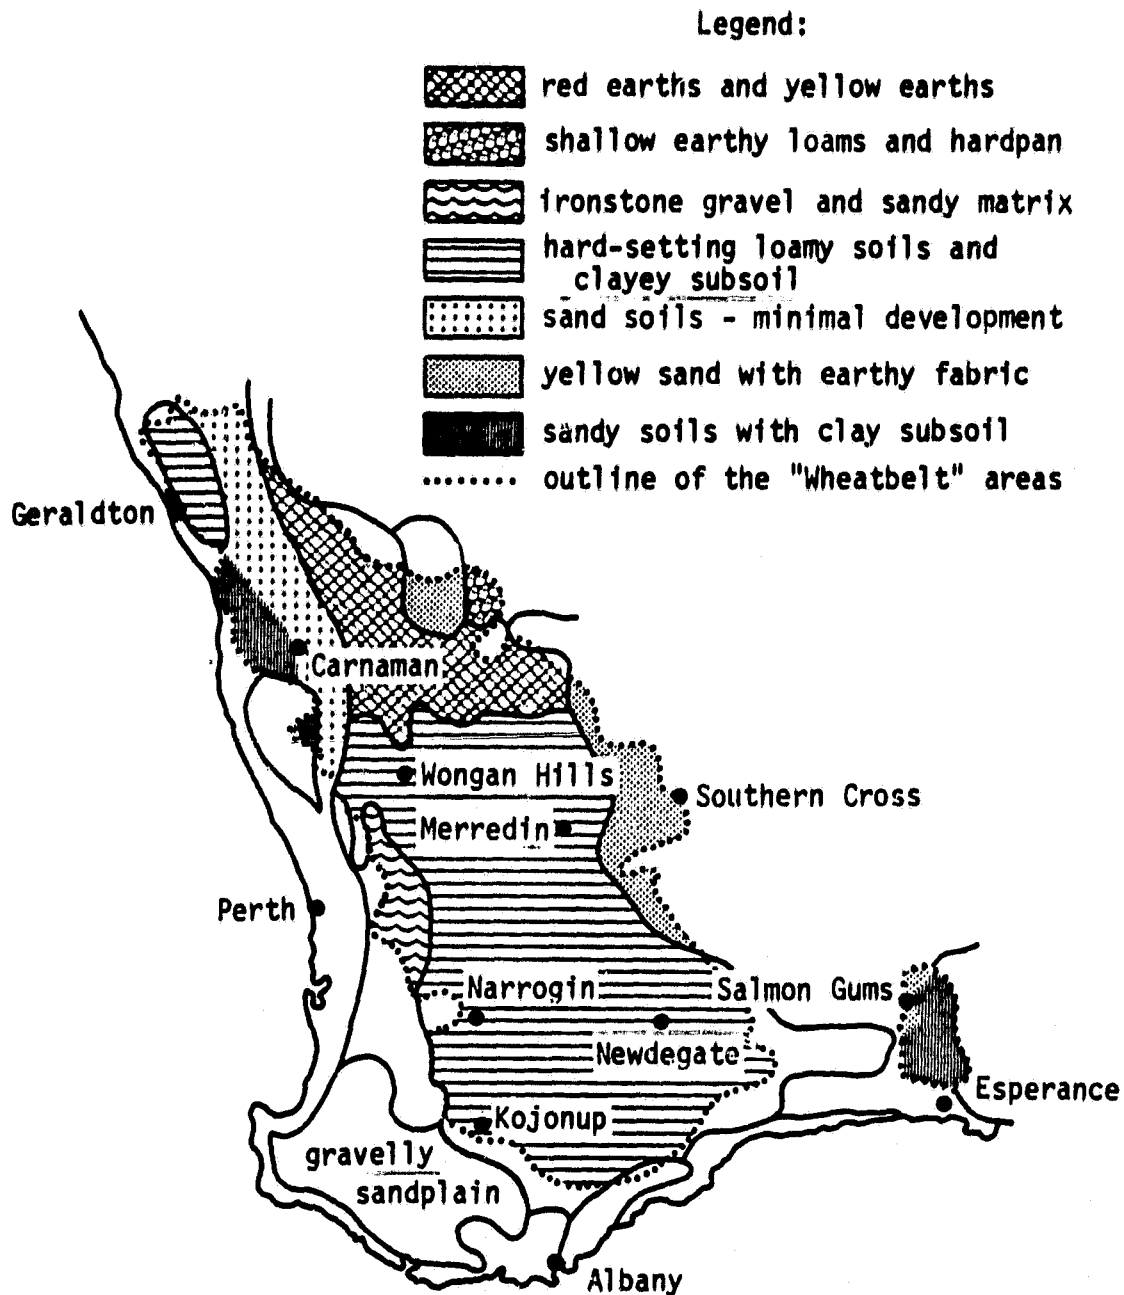 Legend:
red earths and yellow earths
shallow earthy loams and hardpan
ironstone gravel and sandy matrix
hard-setting loamy soils and
clayey subsoil
sand soils - minimal development
yellow sand with earthy fabric
sandy soils with clay subsoil
outline of the "Wheatbelt" areas
Geraldton
Carnaman
Wongan Hills
Southern Cross
Merredin
Perth
Narrogin
Salmon Gums
Newdegate
Esperance
Kojonup
gravelly
sandplain
Albany